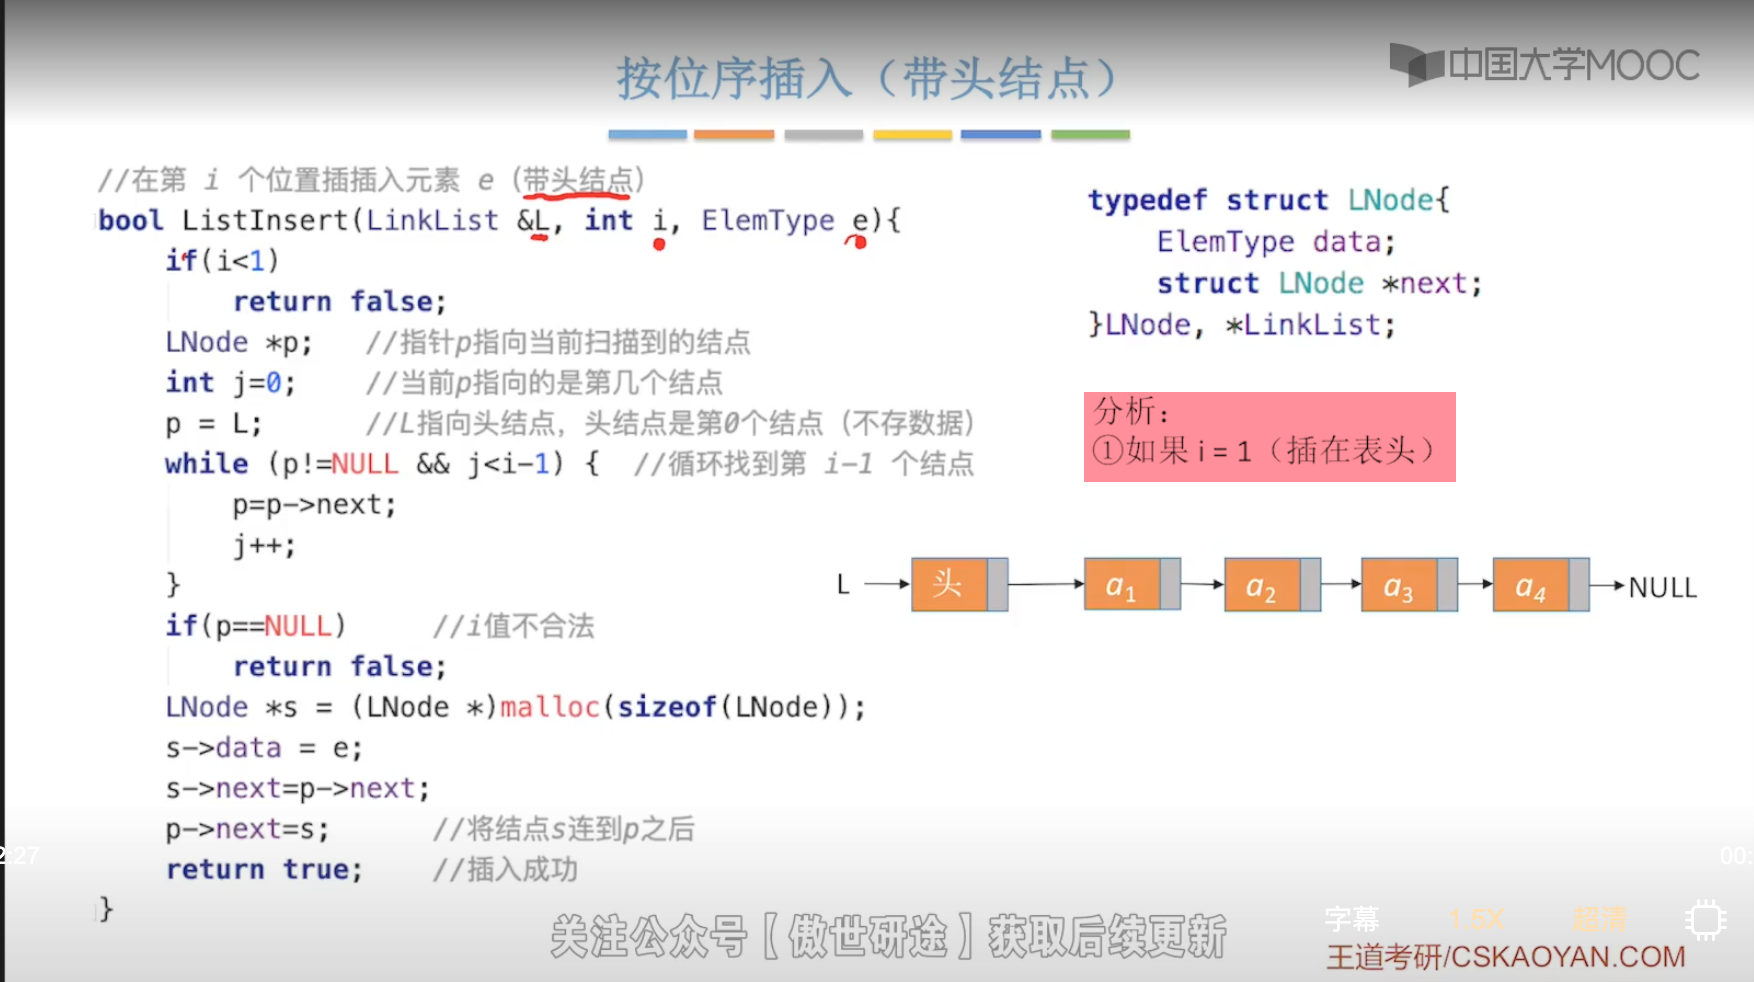 按位序插入（带头结点）
中国大学MOOC
//在第 i 个位置插插入元素 e（带头结点）
bool ListInsert(LinkList &L, int i, ElemType e){
if(i<1)
return false;
LNode *p; //指针p指向当前扫描到的结点
int j=0; //当前p指向的是第几个结点
p = L; //L指向头结点，头结点是第0个结点（不存数据）
while (p!=NULL && j<i-1) { //循环找到第 i-1 个结点
p=p->next;
j++;
}
if(p==NULL) //i值不合法
return false;
LNode *s = (LNode *)malloc(sizeof(LNode));
s->data = e;
s->next=p->next;
p->next=s; //将结点s连到p之后
return true; //插入成功
}
typedef struct LNode{
ElemType data;
struct LNode *next;
}LNode, *LinkList;
分析：
①如果 i = 1（插在表头）
L 头 a1 a2 a3 a4 NULL
2:27
00:
字幕 1.5X 超清
关注公众号【傲世研途】获取后续更新
王道考研/CSKAOYAN.COM